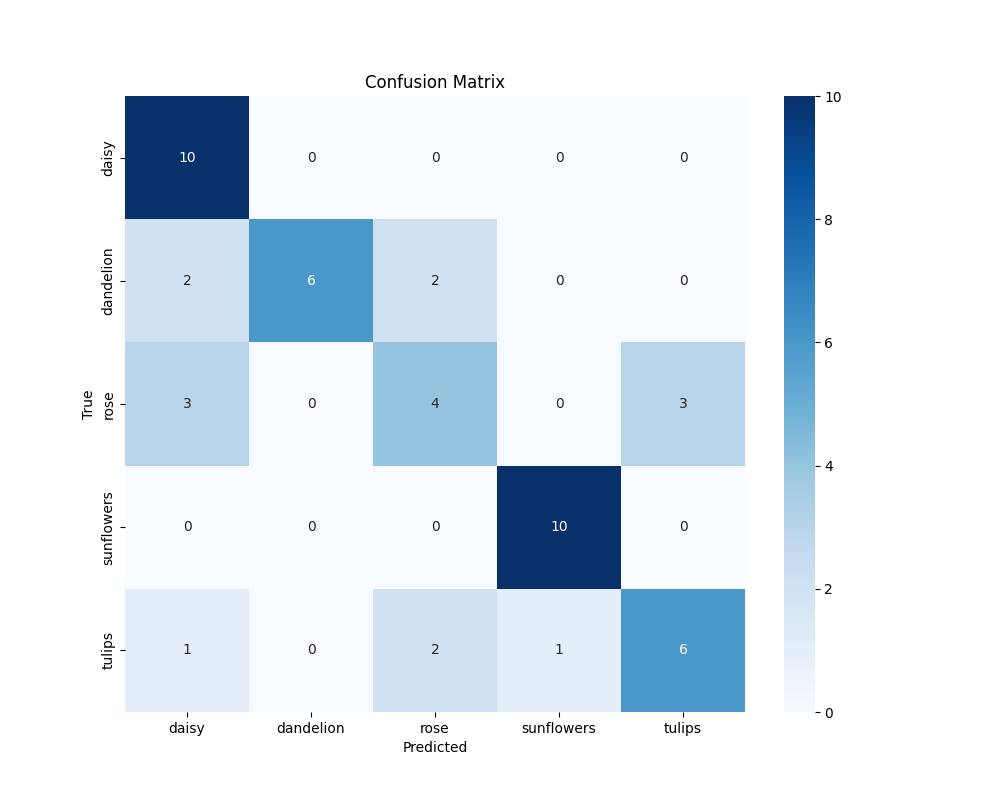 Confusion Matrix
daisy 10 0 0 0 0
dandelion 2 6 2 0 0
rose 3 0 4 0 3
sunflowers 0 0 0 10 0
tulips 1 0 2 1 6
True
daisy dandelion rose sunflowers tulips
Predicted
10
8
6
4
2
0